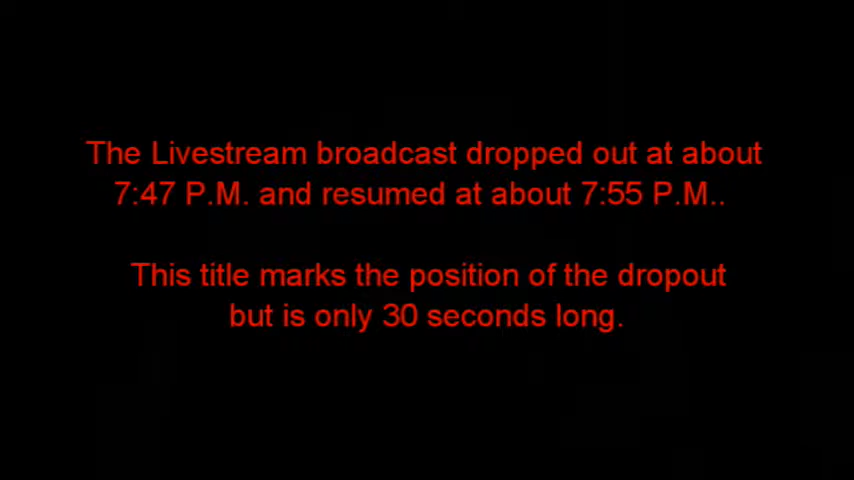 The Livestream broadcast dropped out at about
7:47 P.M. and resumed at about 7:55 P.M..
This title marks the position of the dropout
but is only 30 seconds long.